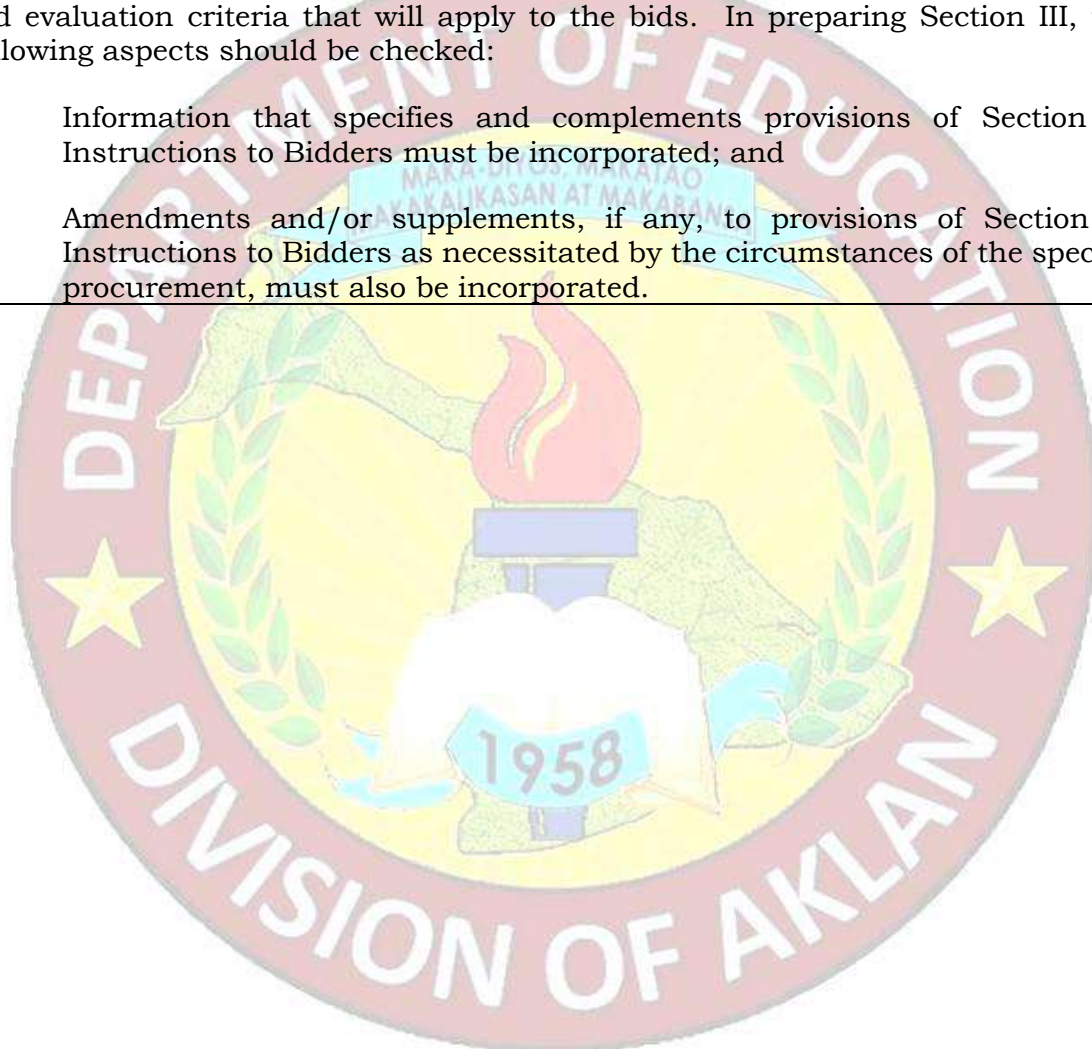 d evaluation criteria that will apply to the bids. In preparing Section III,
lowing aspects should be checked:
Information that specifies and complements provisions of Section
Instructions to Bidders must be incorporated; and
Amendments and/or supplements, if any, to provisions of Section
Instructions to Bidders as necessitated by the circumstances of the spec
procurement, must also be incorporated.
DEPARTMENT OF EDUCATION
MAKA-DIYOS, MAKATAO
MAKAKALIKASAN AT MAKABANSA
1958
DIVISION OF AKLAN